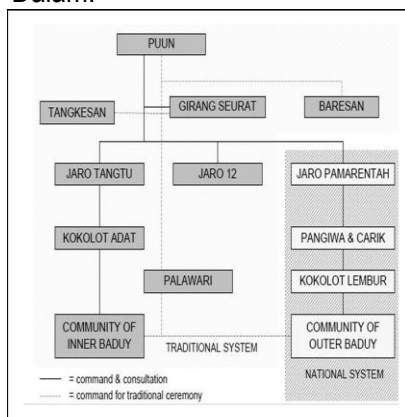 PUUN
TANGKESAN
GIRANG SEURAT
BARESAN
JARO TANGTU
JARO 12
JARO PAMARENTAH
KOKOLOT ADAT
PANGIWA & CARIK
PALAWARI
KOKOLOT LEMBUR
COMMUNITY OF
INNER BADUY
TRADITIONAL SYSTEM
COMMUNITY OF
OUTER BADUY
NATIONAL SYSTEM
= command & consultation
= command for traditional ceremony